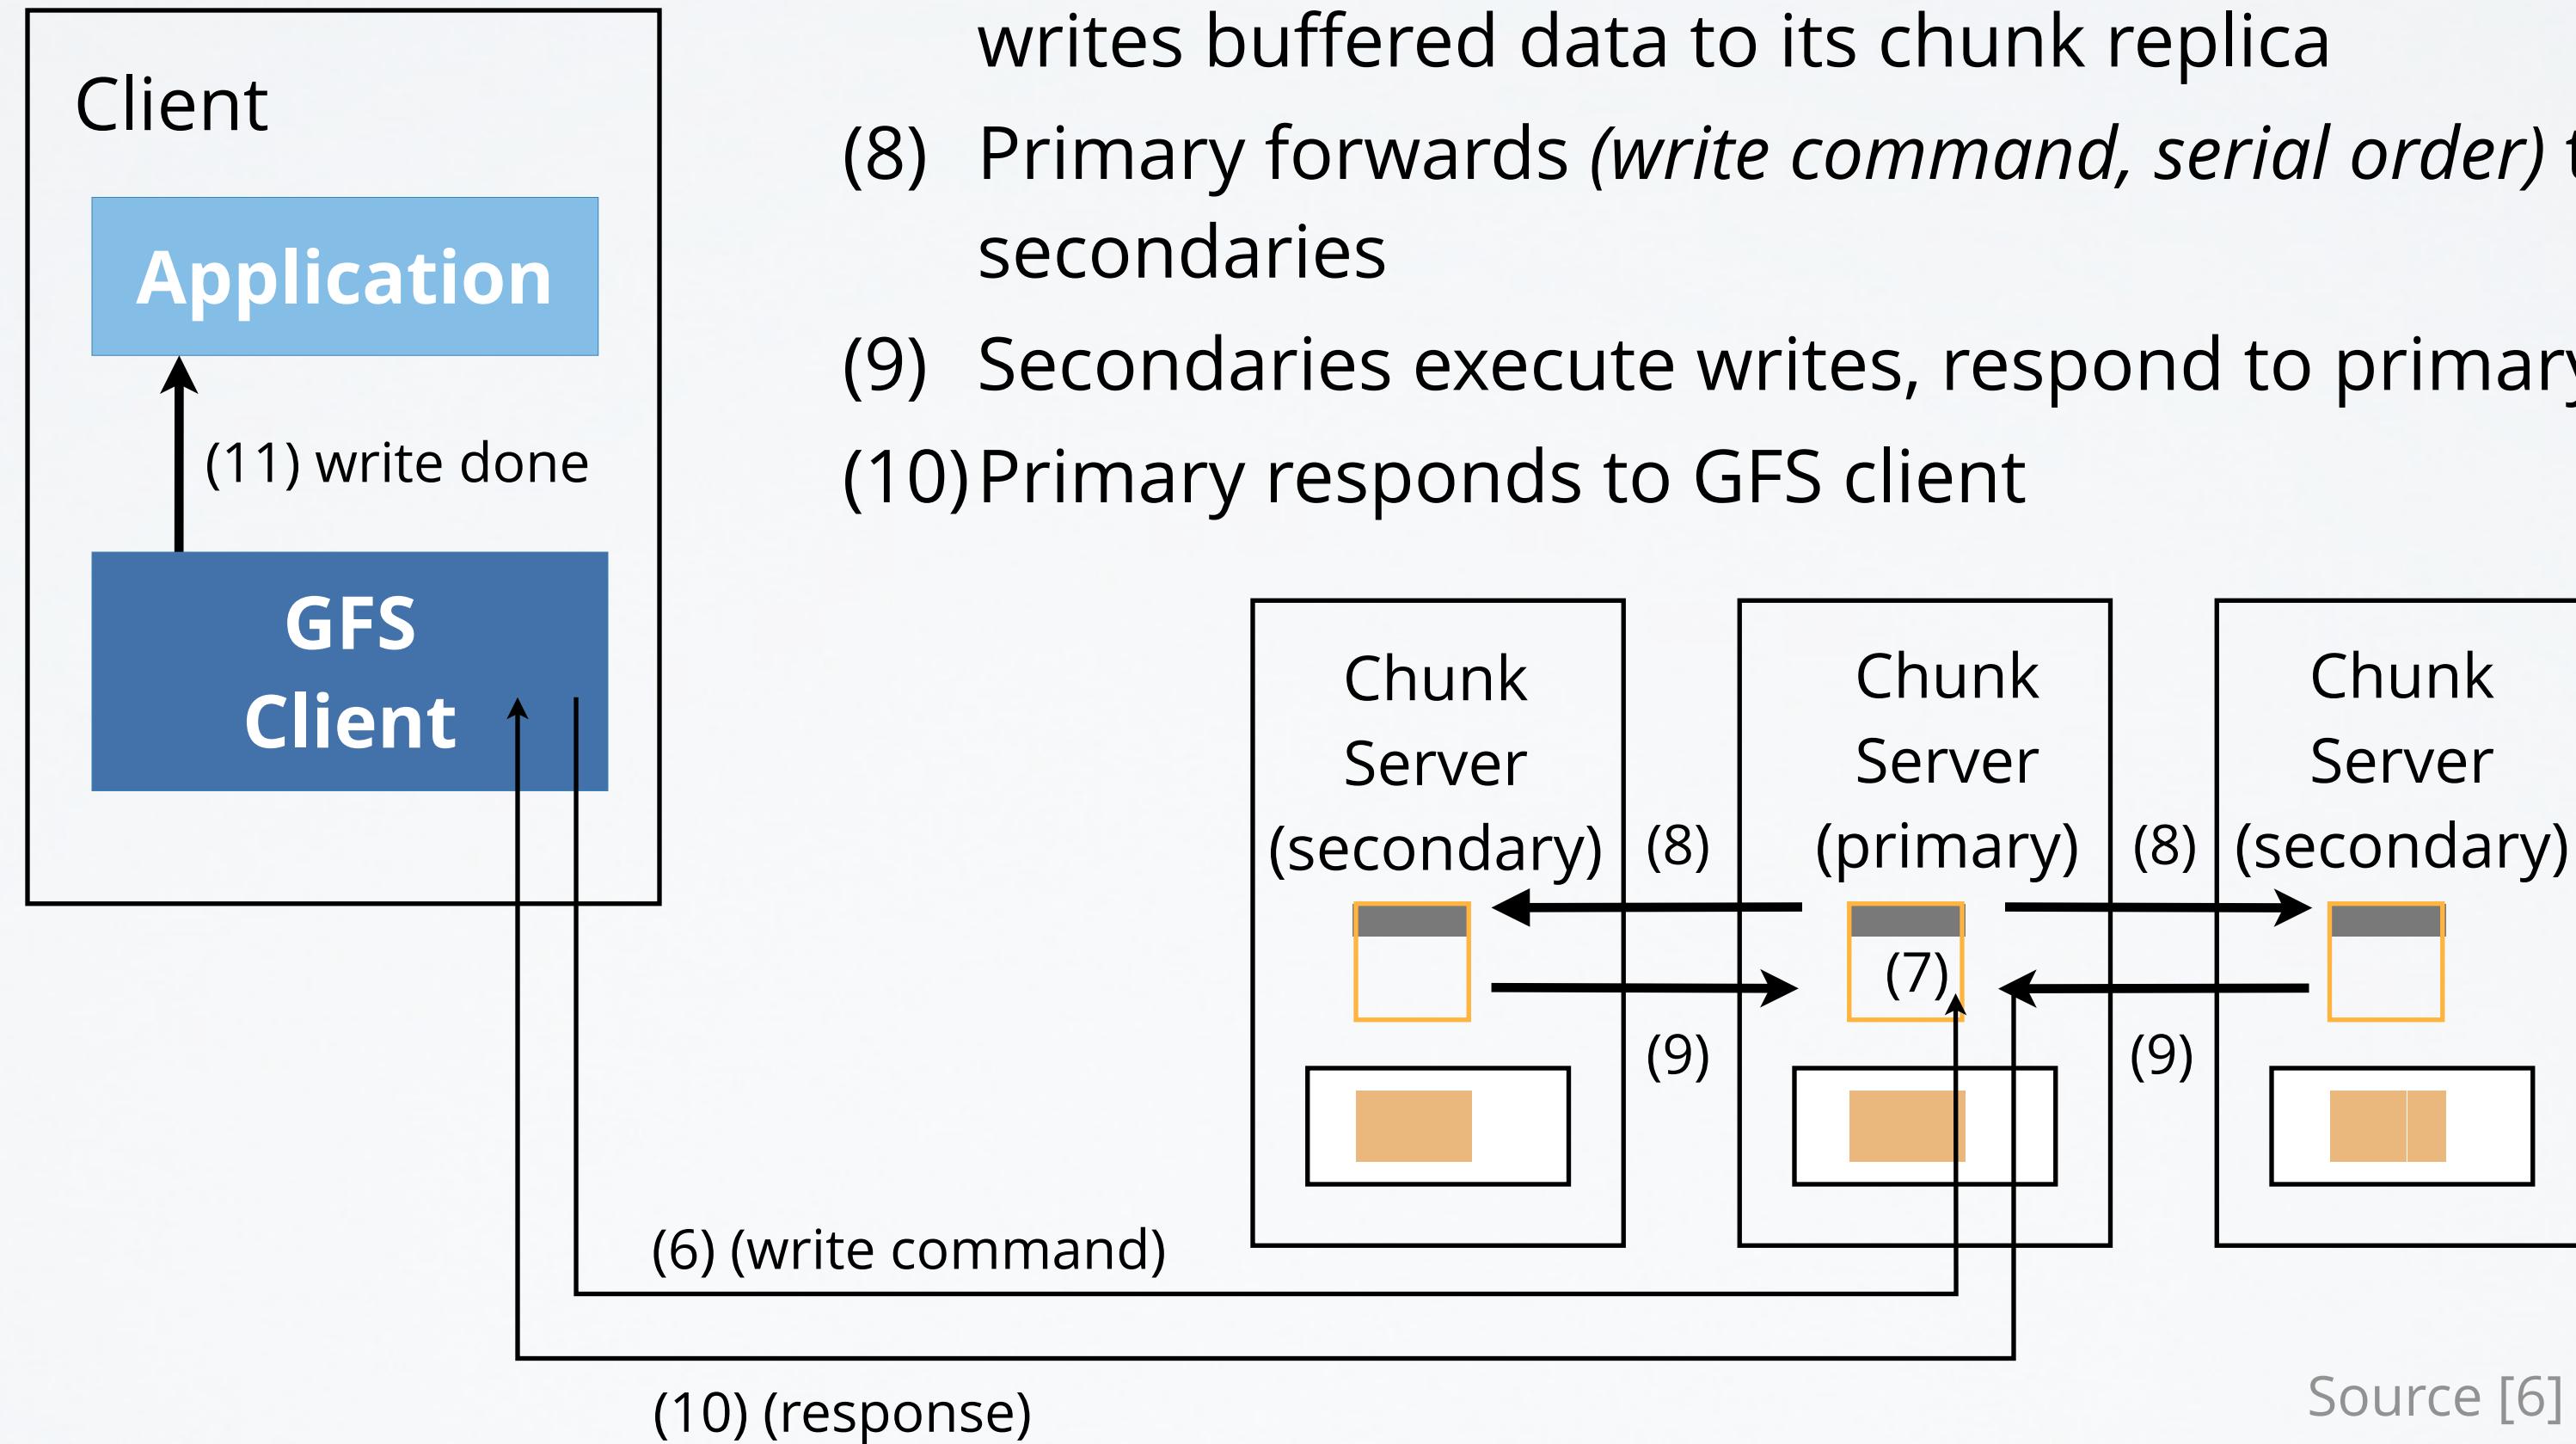 writes buffered data to its chunk replica
(8) Primary forwards (write command, serial order)
secondaries
(9) Secondaries execute writes, respond to primary
(10) Primary responds to GFS client
Client
Application
(11) write done
GFS
Client
Chunk
Server
(secondary)
Chunk
Server
(primary)
Chunk
Server
(secondary)
(8)
(8)
(7)
(9)
(9)
(6) (write command)
(10) (response)
Source [6]